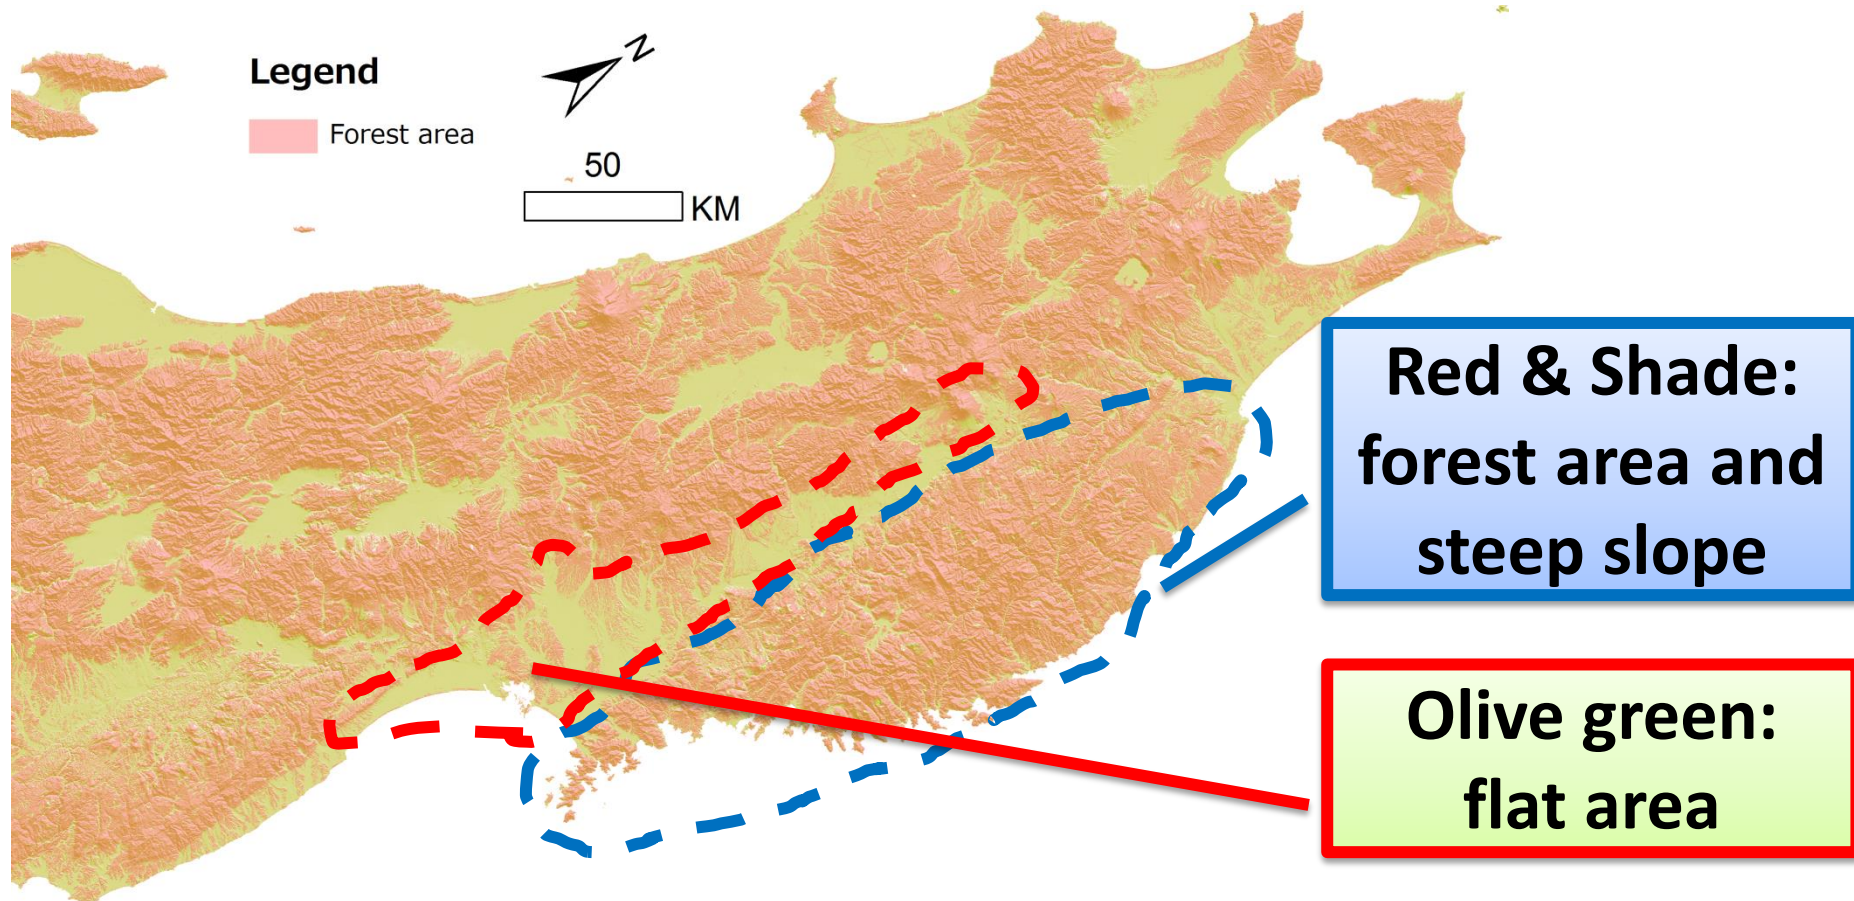 Legend
Forest area
N
50
KM
Red & Shade:
forest area and
steep slope
Olive green:
flat area